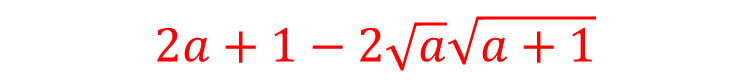 2a + 1 − 2√a√(a + 1)